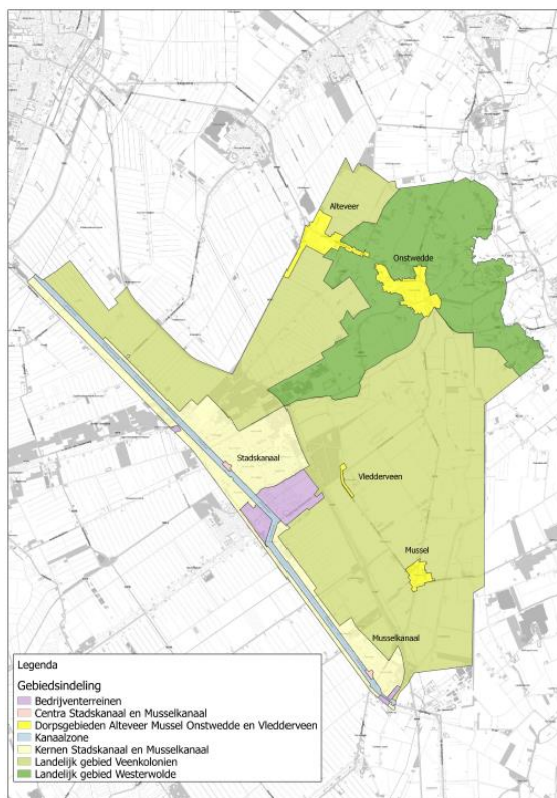 Alteveer
Onstwedde
Stadskanaal
Vledderveen
Mussel
Musselkanaal
Legenda
Gebiedsindeling
Bedrijventerreinen
Centra Stadskanaal en Musselkanaal
Dorpsgebieden Alteveer Mussel Onstwedde en Vledderveen
Kanaalzone
Kernen Stadskanaal en Musselkanaal
Landelijk gebied Veenkolonien
Landelijk gebied Westerwolde